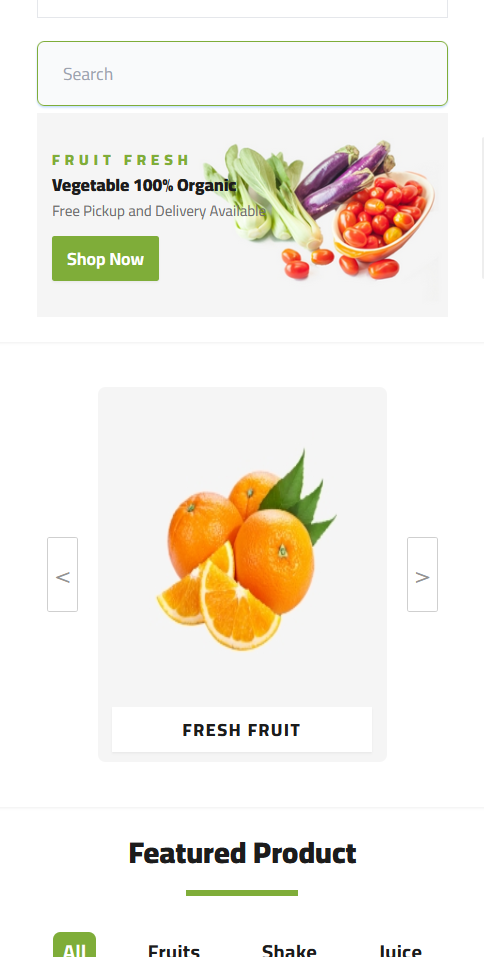 Search
FRUIT FRESH
Vegetable 100% Organic
Free Pickup and Delivery Available
Shop Now
<
>
FRESH FRUIT
Featured Product
All
Fruits
Shake
Juice